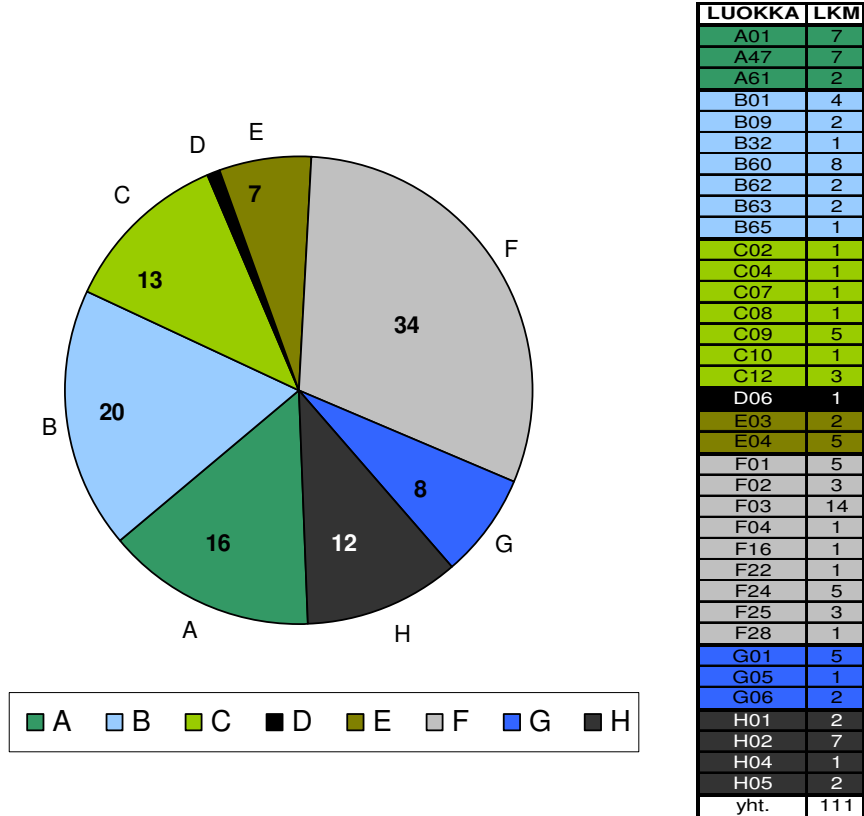 D E
C
7
F
13
34
20
B
8
16 12
G
A
H
A B C D E F G H
LUOKKA LKM
A01 7
A47 7
A61 2
B01 4
B09 2
B32 1
B60 8
B62 2
B63 2
B65 1
C02 1
C04 1
C07 1
C08 1
C09 5
C10 1
C12 3
D06 1
E03 2
E04 5
F01 5
F02 3
F03 14
F04 1
F16 1
F22 1
F24 5
F25 3
F28 1
G01 5
G05 1
G06 2
H01 2
H02 7
H04 1
H05 2
yht. 111